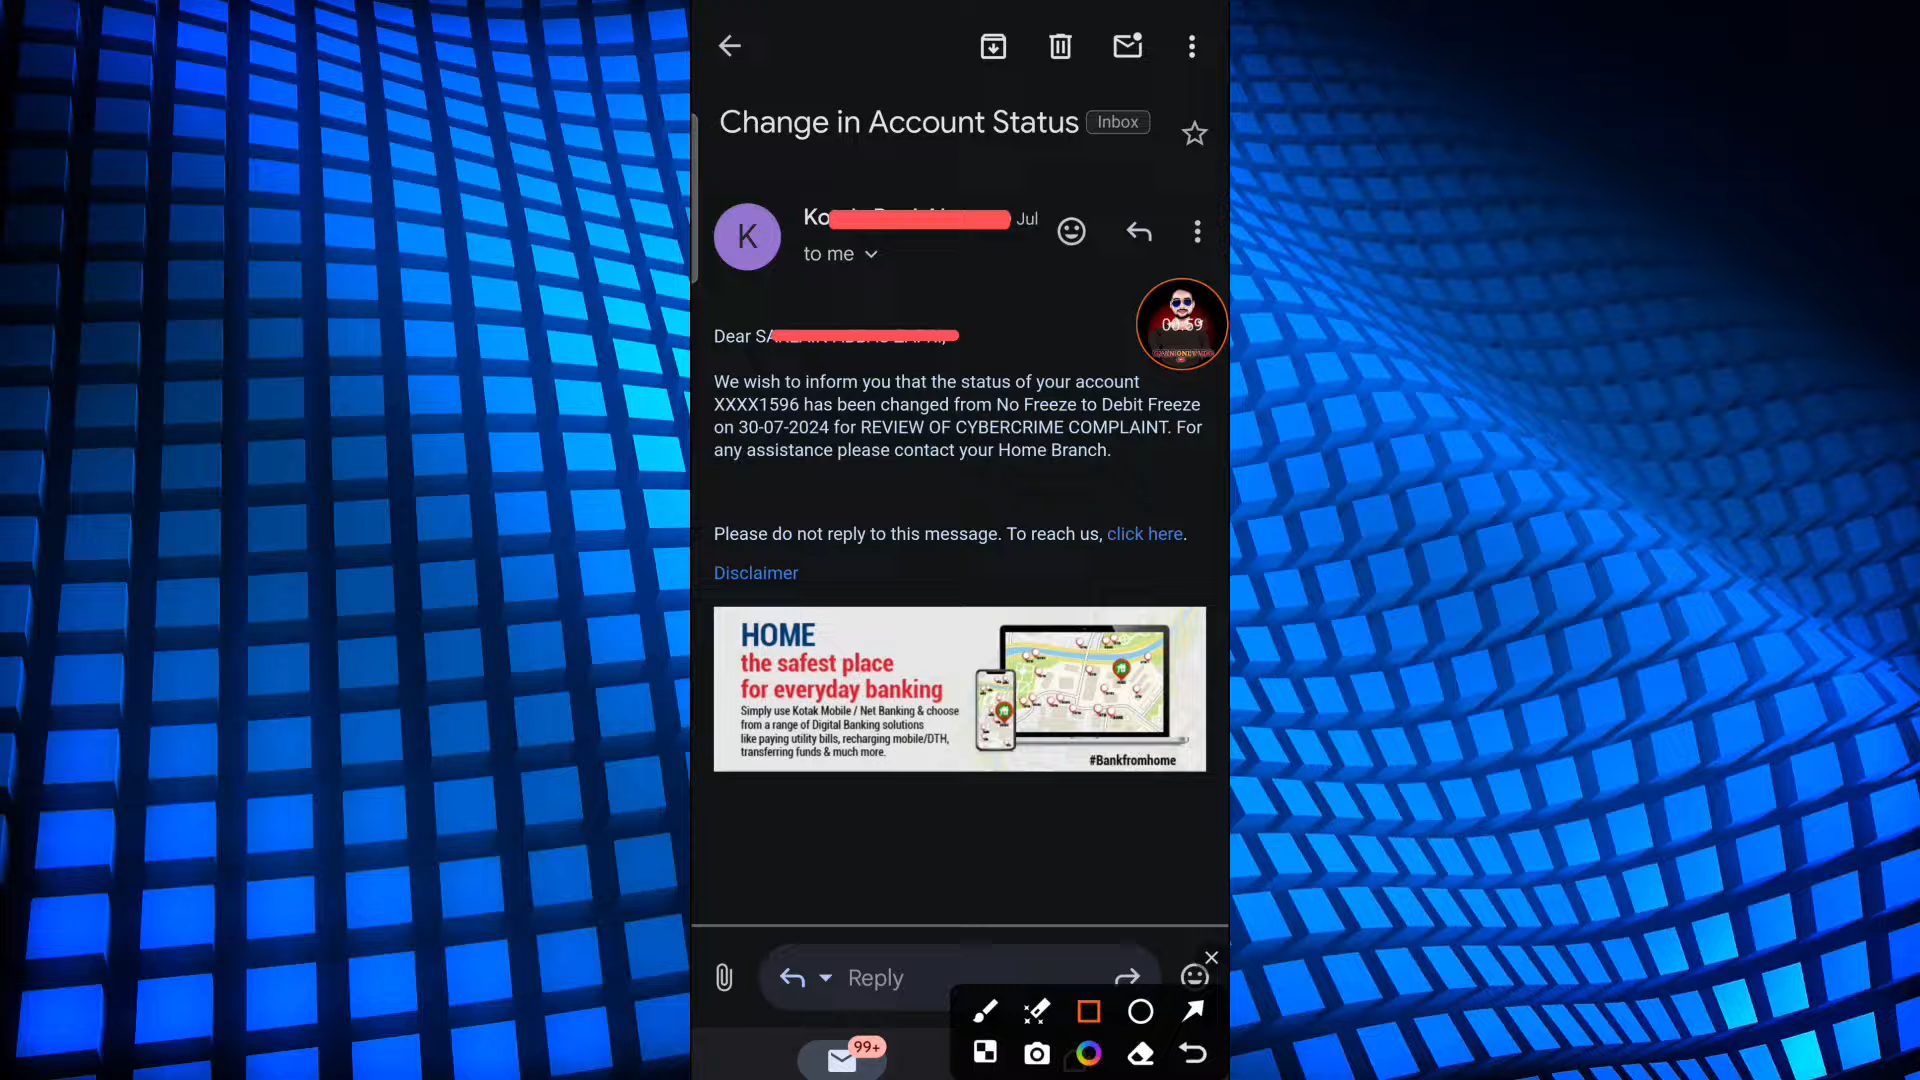 Change in Account Status
Inbox
Jul
to me
Dear
00:59
We wish to inform you that the status of your account
XXXX1596 has been changed from No Freeze to Debit Freeze
on 30-07-2024 for REVIEW OF CYBERCRIME COMPLAINT. For
any assistance please contact your Home Branch.
Please do not reply to this message. To reach us, click here.
Disclaimer
HOME
the safest place
for everyday banking
Simply use Kotak Mobile / Net Banking & choose
from a range of Digital Banking solutions
like paying utility bills, recharging mobile/DTH,
transferring funds & much more.
#Bankfromhome
Reply
99+
K